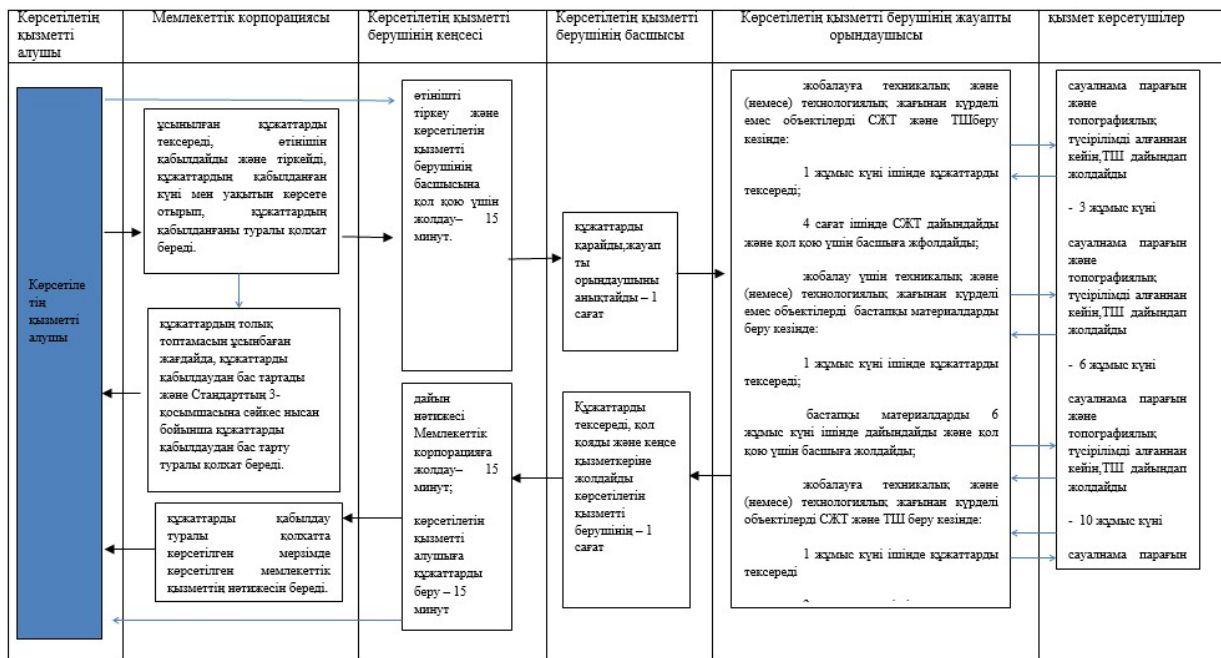 Көрсетілетің
қызметті
алушы
Мемлекеттік корпорациясы
Көрсетілетің қызметті
берушінің кеңсесі
Көрсетілетің қызметті
берушінің басшысы
Көрсетілетің қызметті берушінің жауапты
орындаушысы
қызмет көрсетушілер
Көрсетіле
тің
қызметті
алушы
ұсынылған құжаттарды
тексереді, өтінішін
қабылдайды және тіркейді,
құжаттардың қабылданған
күні мен уақытын көрсете
отырып, құжаттардың
қабылданғаны туралы қолхат
береді.
құжаттардың толық
топтамасын ұсынбаған
жағдайда, құжаттарды
қабылдаудан бас тартады
және Стандарттың 3-
қосымшасына сәйкес нысан
бойынша құжаттарды
қабылдаудан бас тарту
туралы қолхат береді.
құжаттарды қабылдау
туралы қолхатта
көрсетілген мерзімде
көрсетілген мемлекеттік
қызметтің нәтижесін береді.
өтінішті
тіркеу және
көрсетілетін
қызметті
берушінің
басшысына
қол қою үшін
жолдау– 15
минут.
дайын
нәтижесі
Мемлекеттік
корпорацияға
жолдау– 15
минут;
көрсетілетін
қызметті
алушыға
құжаттарды
беру – 15
минут
құжаттарды
қарайды,жауап
ты
орындаушыны
анықтайды – 1
сағат
Құжаттарды
тексереді, қол
қояды және кеңсе
қызметкеріне
жолдайды
көрсетілетін
қызметті
берушінің – 1
сағат
жобалауға техникалық және
(немесе) технологиялық жағынан күрделі
емес объектілерді СЖТ және ТШберу
кезінде:
1 жұмыс күні ішінде құжаттарды
тексереді;
4 сағат ішінде СЖТ дайындайды
және қол қою үшін басшыға жфолдайды;
жобалау үшін техникалық және
(немесе) технологиялық жағынан күрделі
емес объектілерді бастапқы материалдарды
беру кезінде:
1 жұмыс күні ішінде құжаттарды
тексереді;
бастапқы материалдарды 6
жұмыс күні ішінде дайындайды және қол
қою үшін басшыға жолдайды;
жобалауға техникалық және
(немесе) технологиялық жағынан күрделі
объектілерді СЖТ және ТШ беру кезінде:
1 жұмыс күні ішінде құжаттарды
тексереді
сауалнама парағын
және
топографиялық
түсірілімді алғаннан
кейін,ТШ дайындап
жолдайды
- 3 жұмыс күні
сауалнама парағын
және
топографиялық
түсірілімді алғаннан
кейін,ТШ дайындап
жолдайды
- 6 жұмыс күні
сауалнама парағын
және
топографиялық
түсірілімді алғаннан
кейін,ТШ дайындап
жолдайды
- 10 жұмыс күні
сауалнама парағын